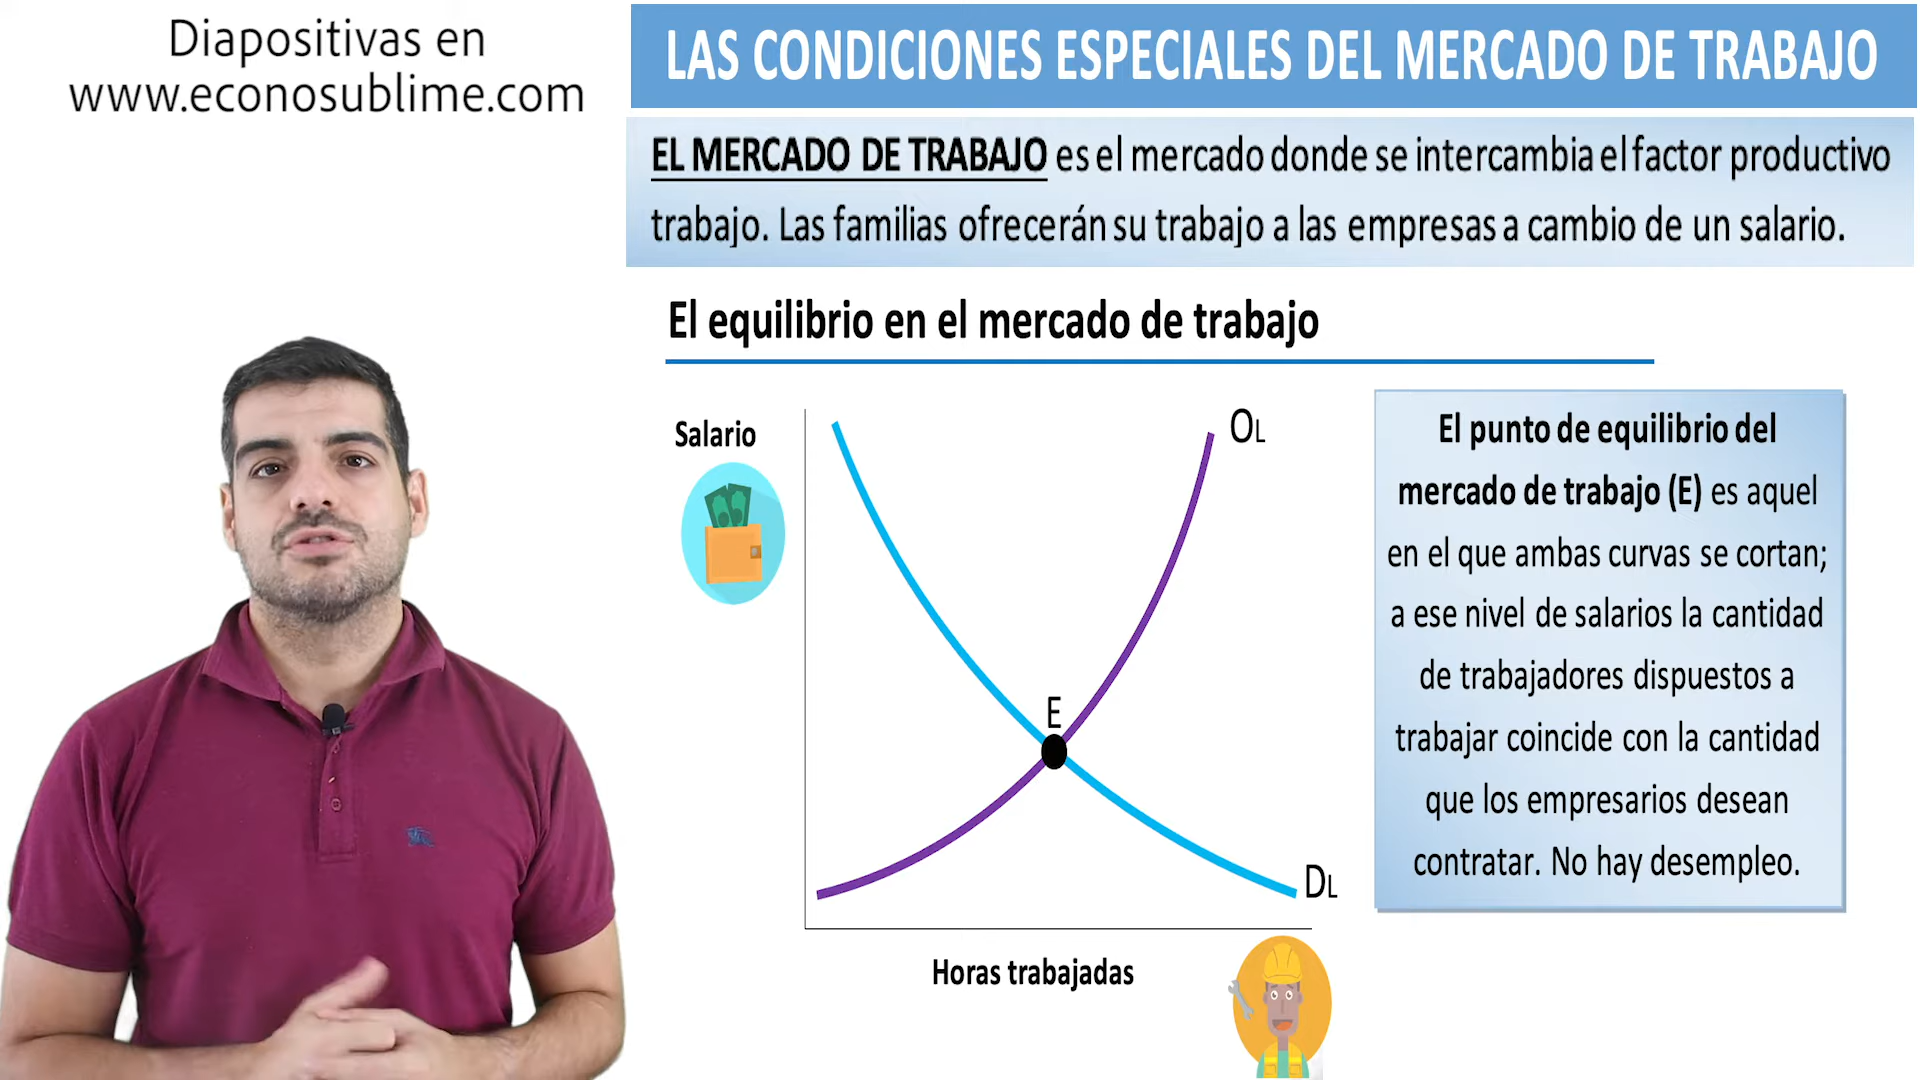 Diapositivas en
www.econosublime.com
LAS CONDICIONES ESPECIALES DEL MERCADO DE TRABAJO
EL MERCADO DE TRABAJO es el mercado donde se intercambia el factor productivo
trabajo. Las familias ofrecerán su trabajo a las empresas a cambio de un salario.
El equilibrio en el mercado de trabajo
Salario
OL
E
DL
Horas trabajadas
El punto de equilibrio del
mercado de trabajo (E) es aquel
en el que ambas curvas se cortan;
a ese nivel de salarios la cantidad
de trabajadores dispuestos a
trabajar coincide con la cantidad
que los empresarios desean
contratar. No hay desempleo.